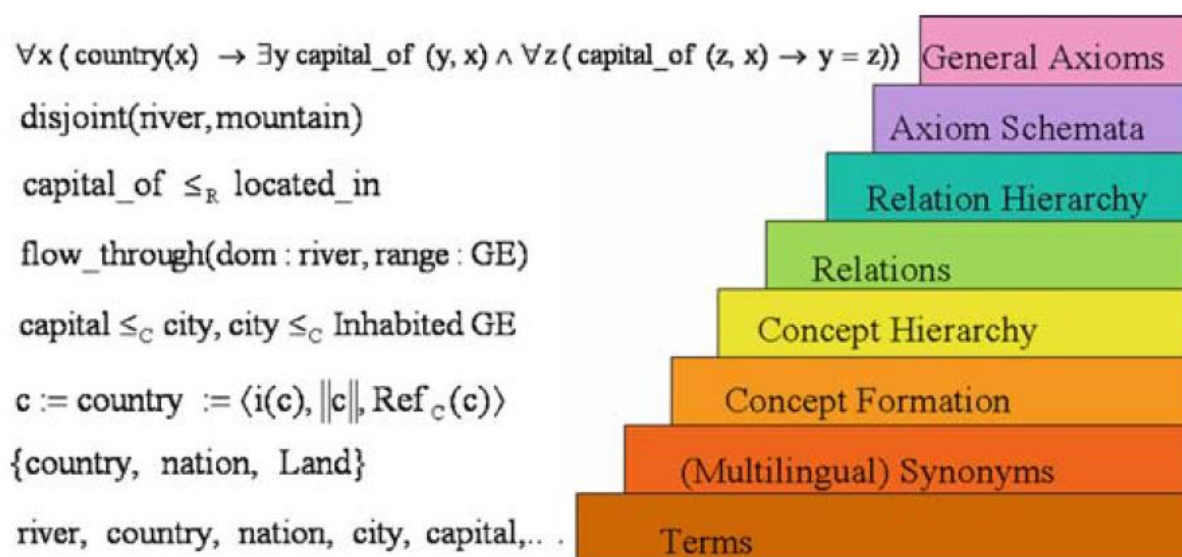 ∀x ( country(x) → ∃y capital_of (y, x) ∧ ∀z ( capital_of (z, x) → y = z)) General Axioms
disjoint(river,mountain) Axiom Schemata
capital_of ≤R located_in Relation Hierarchy
flow_through(dom : river, range : GE) Relations
capital ≤C city, city ≤C Inhabited GE Concept Hierarchy
c := country := ⟨i(c), ‖c‖, Ref C(c)⟩ Concept Formation
{country, nation, Land} (Multilingual) Synonyms
river, country, nation, city, capital,... Terms